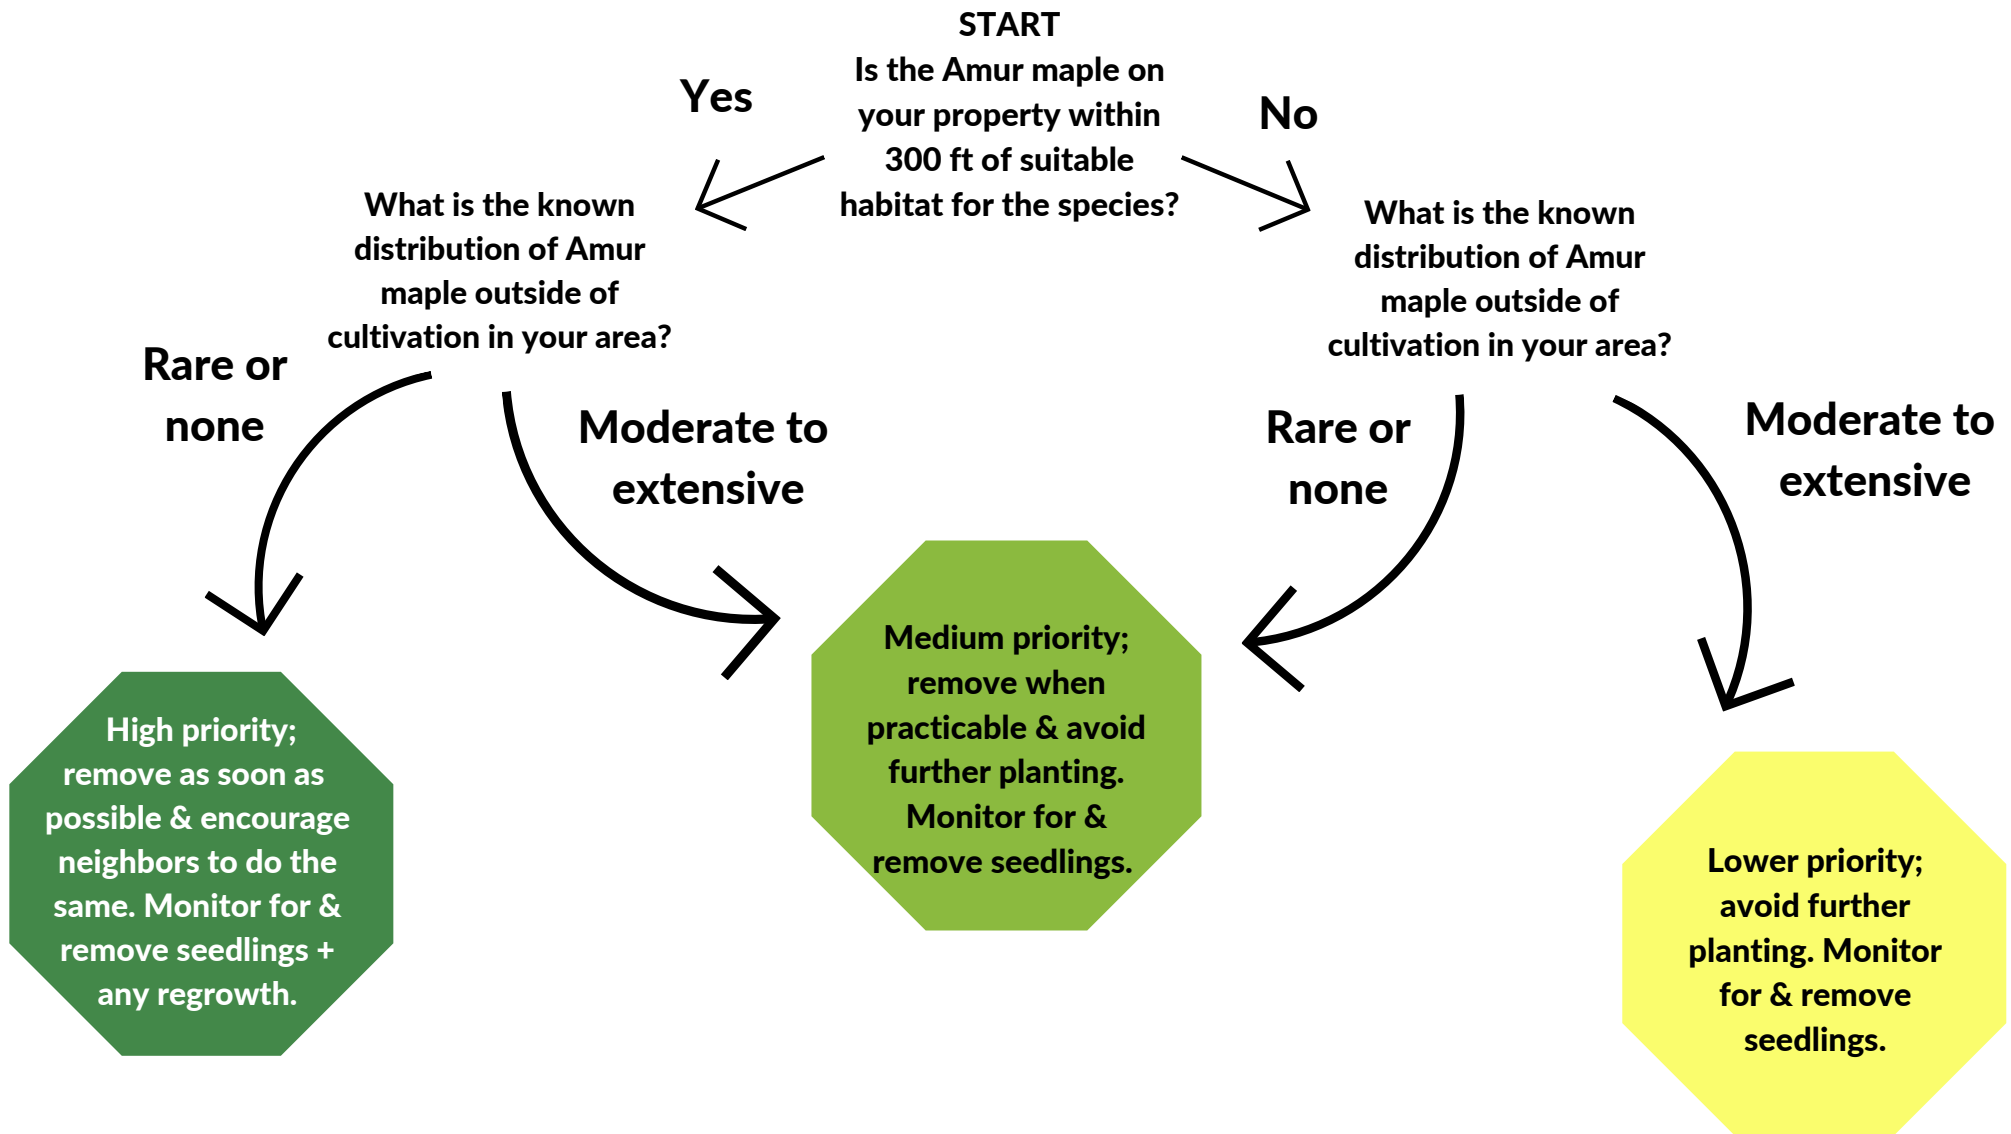 START
Is the Amur maple on
your property within
300 ft of suitable
habitat for the species?
Yes
No
What is the known
distribution of Amur
maple outside of
cultivation in your area?
What is the known
distribution of Amur
maple outside of
cultivation in your area?
Rare or
none
Moderate to
extensive
Rare or
none
Moderate to
extensive
High priority;
remove as soon as
possible & encourage
neighbors to do the
same. Monitor for &
remove seedlings +
any regrowth.
Medium priority;
remove when
practicable & avoid
further planting.
Monitor for &
remove seedlings.
Lower priority;
avoid further
planting. Monitor
for & remove
seedlings.